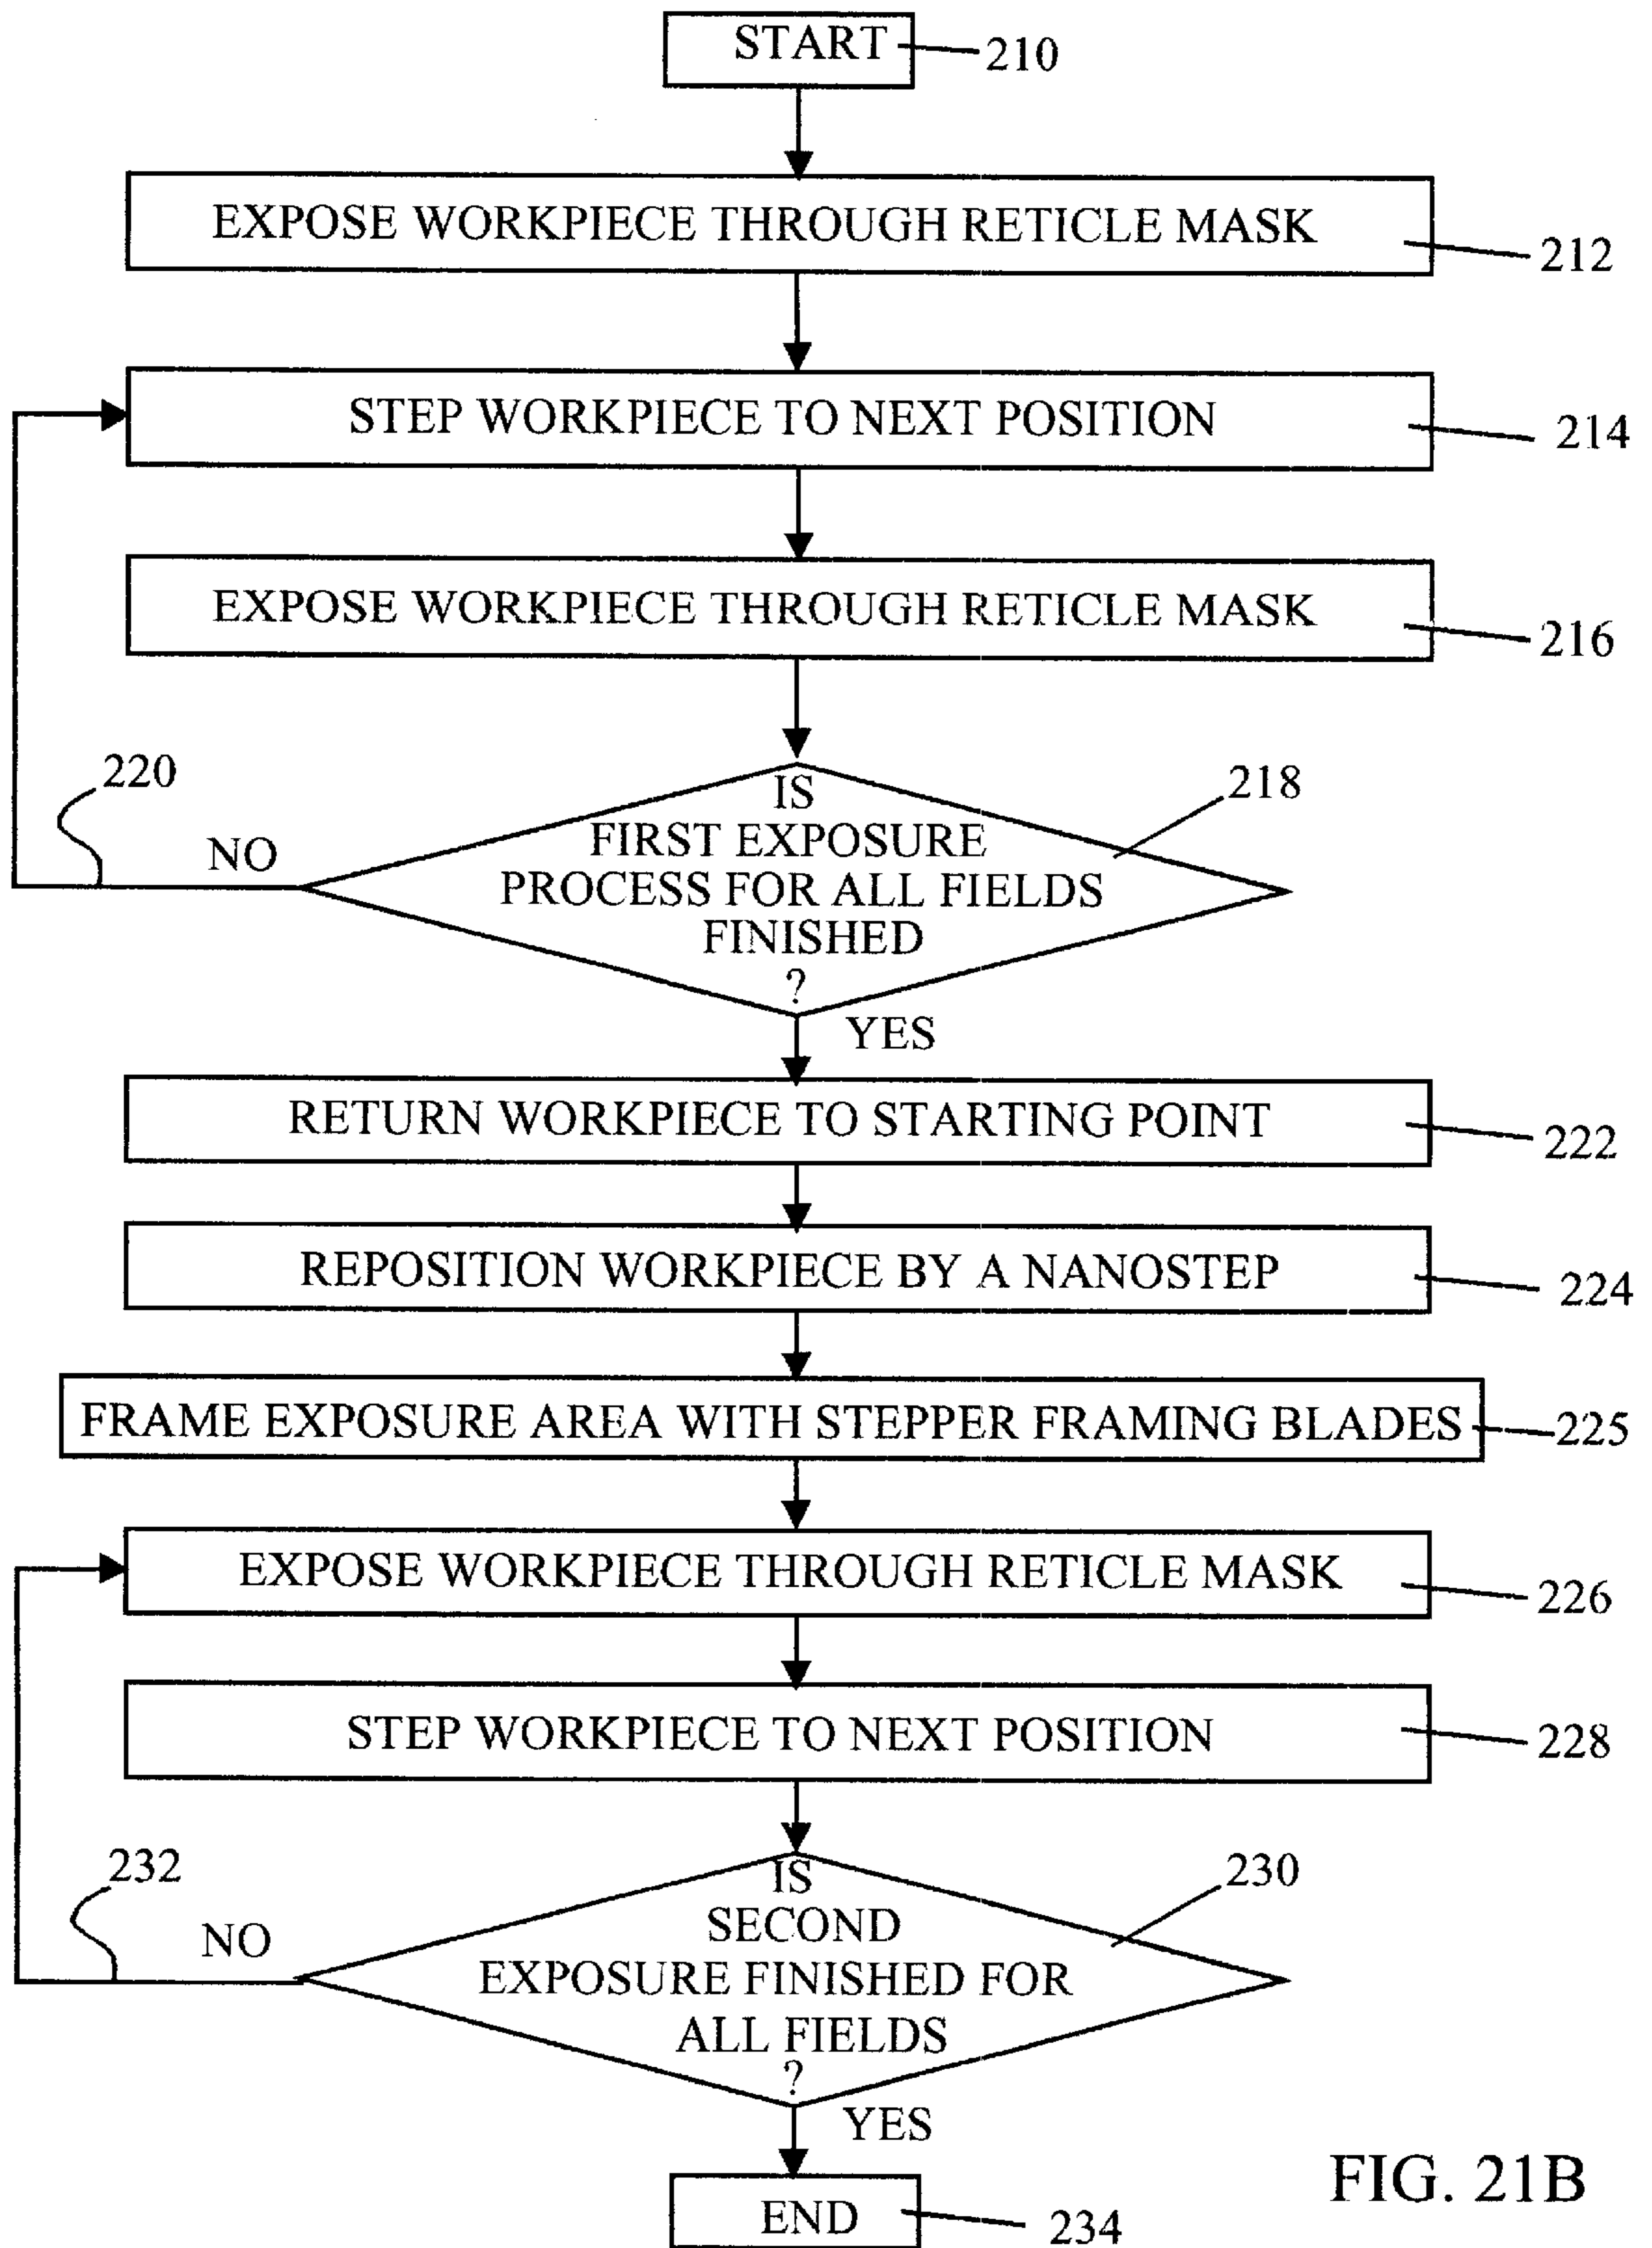 START
210
EXPOSE WORKPIECE THROUGH RETICLE MASK
212
STEP WORKPIECE TO NEXT POSITION
214
EXPOSE WORKPIECE THROUGH RETICLE MASK
216
220
NO
IS
FIRST EXPOSURE
PROCESS FOR ALL FIELDS
FINISHED
?
218
YES
RETURN WORKPIECE TO STARTING POINT
222
REPOSITION WORKPIECE BY A NANOSTEP
224
FRAME EXPOSURE AREA WITH STEPPER FRAMING BLADES
225
EXPOSE WORKPIECE THROUGH RETICLE MASK
226
STEP WORKPIECE TO NEXT POSITION
228
232
NO
IS
SECOND
EXPOSURE FINISHED FOR
ALL FIELDS
?
230
YES
END
234
FIG. 21B